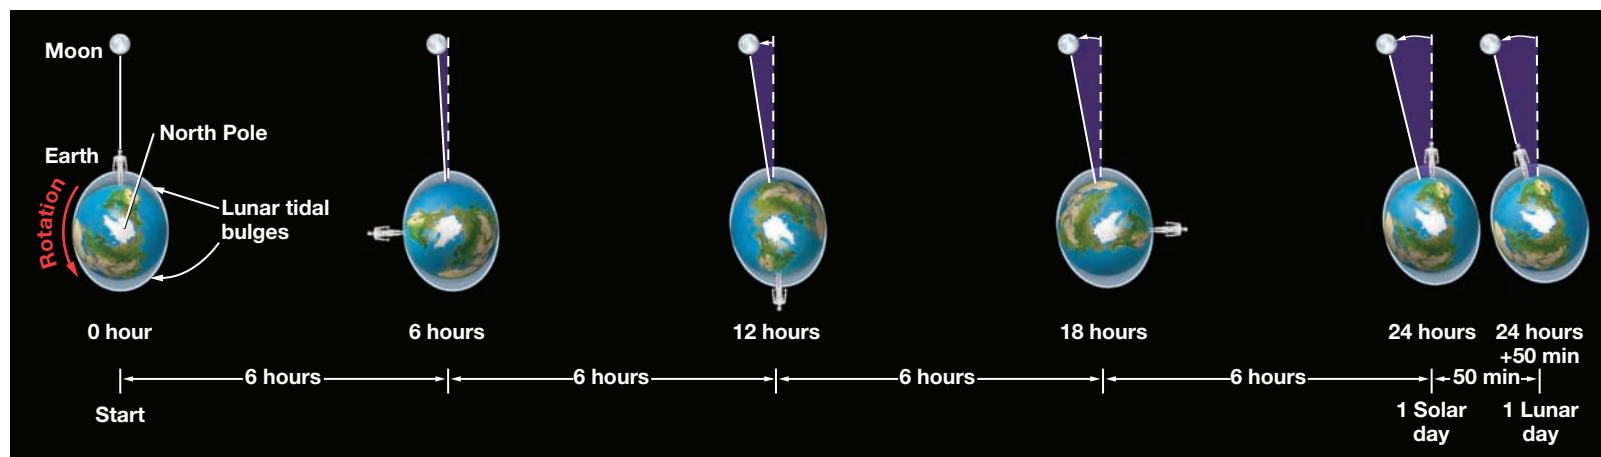 Moon
North Pole
Earth
Rotation
Lunar tidal
bulges
0 hour
6 hours
12 hours
18 hours
24 hours
24 hours
+50 min
6 hours
6 hours
6 hours
6 hours
50 min
Start
1 Solar
day
1 Lunar
day